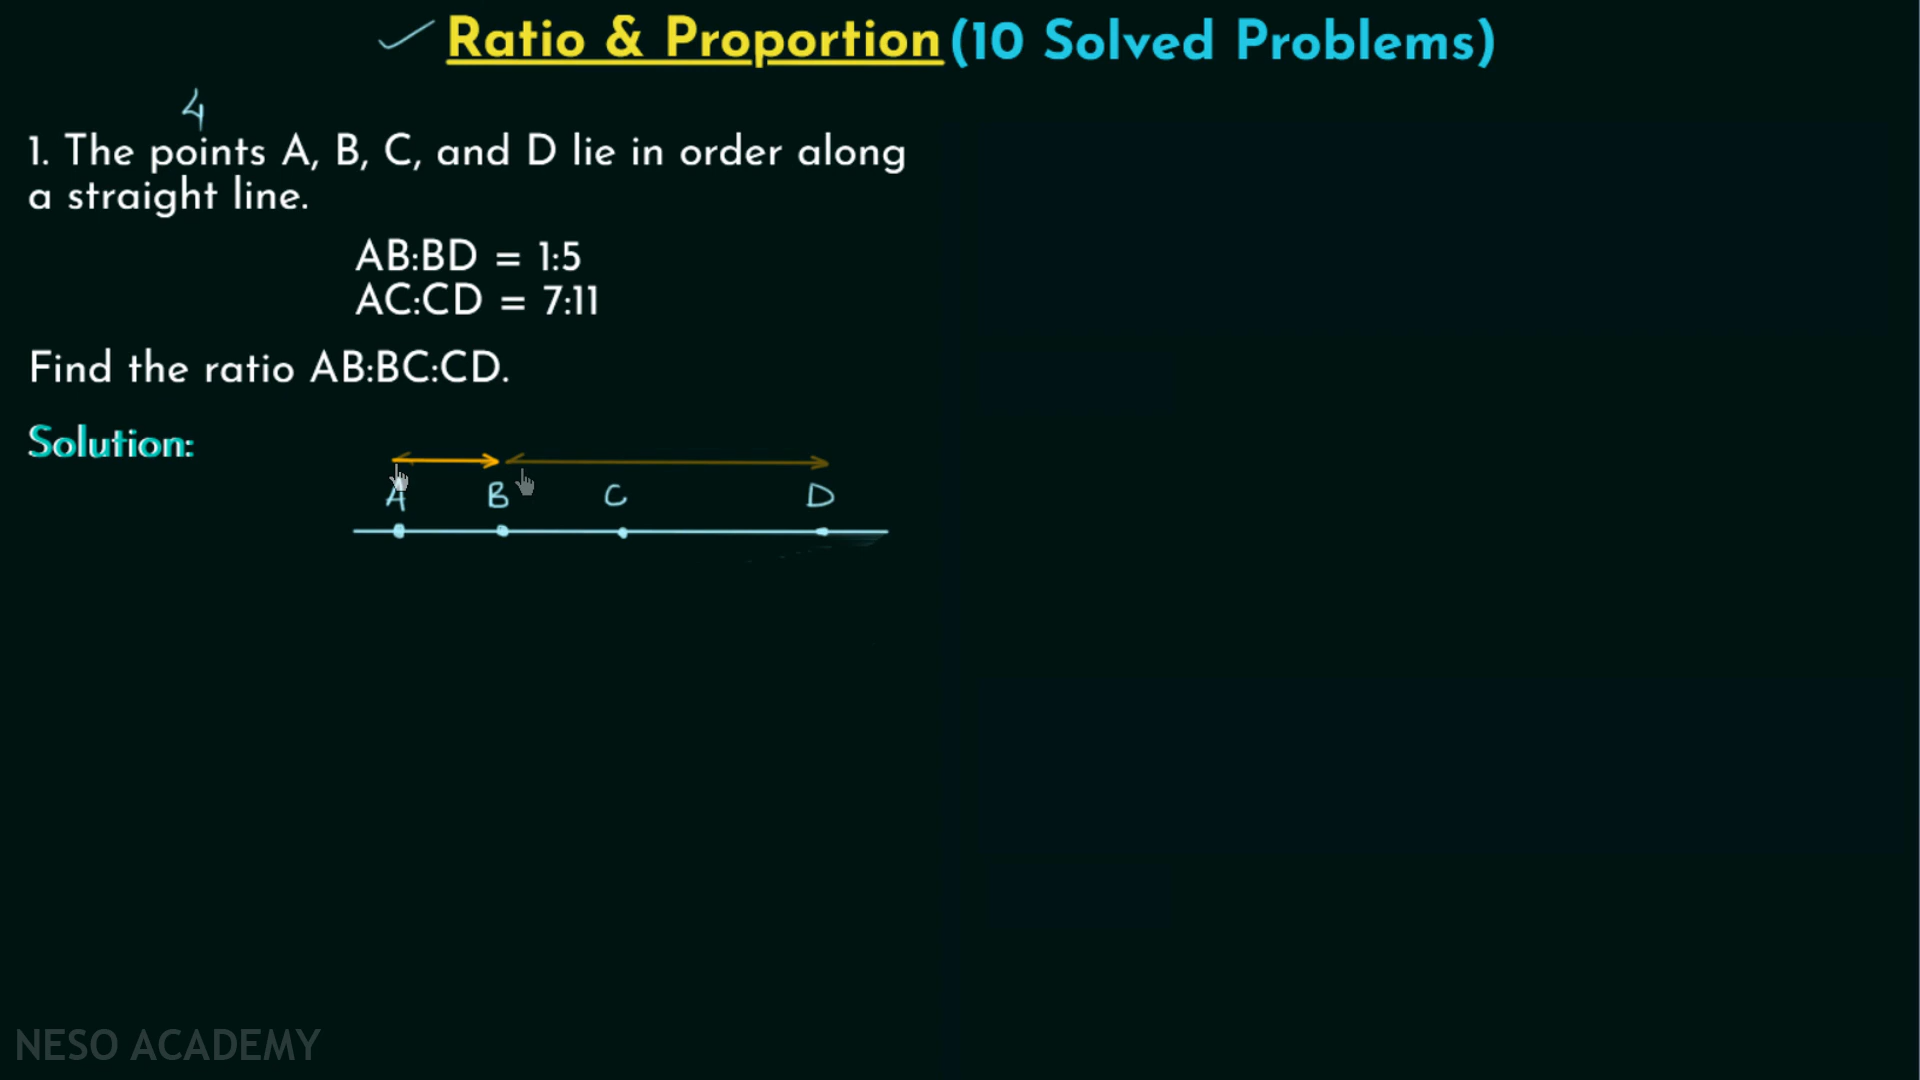 Ratio & Proportion (10 Solved Problems)
4
1. The points A, B, C, and D lie in order along
a straight line.
AB:BD = 1:5
AC:CD = 7:11
Find the ratio AB:BC:CD.
Solution:
A B C D
NESO ACADEMY